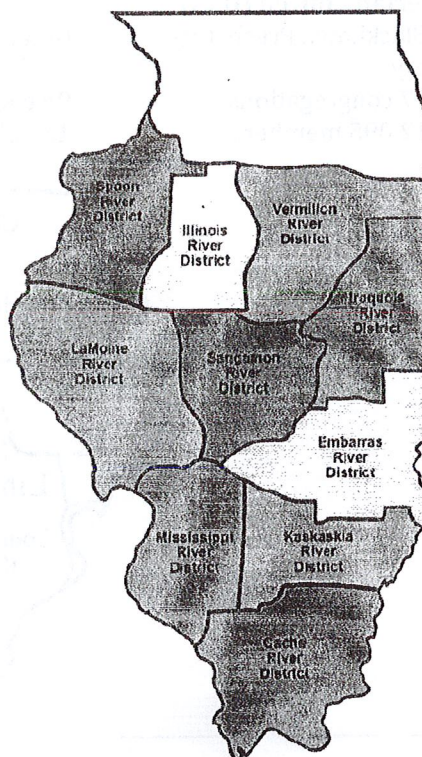 Spoon
River
District
Illinois
River
District
Vermilion
River
District
Iroquois
River
District
LaMoine
River
District
Sangamon
River
District
Embarras
River
District
Mississippi
River
District
Kaskaskia
River
District
Cache
River
District